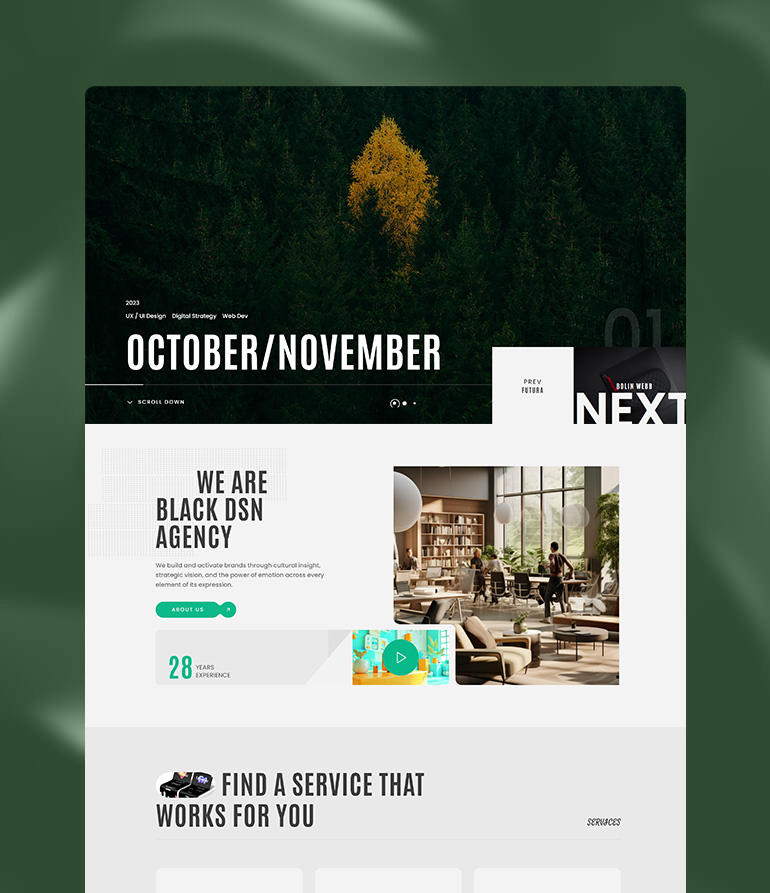 2023
UX / UI Design Digital Strategy Web Dev
OCTOBER/NOVEMBER
SCROLL DOWN
01
PREV
FUTURA
BOLIN WEBB
NEXT
WE ARE
BLACK DSN
AGENCY
We build and activate brands through cultural insight,
strategic vision, and the power of emotion across every
element of its expression.
ABOUT US
28 YEARS
EXPERIENCE
FIND A SERVICE THAT
WORKS FOR YOU
SERVICES